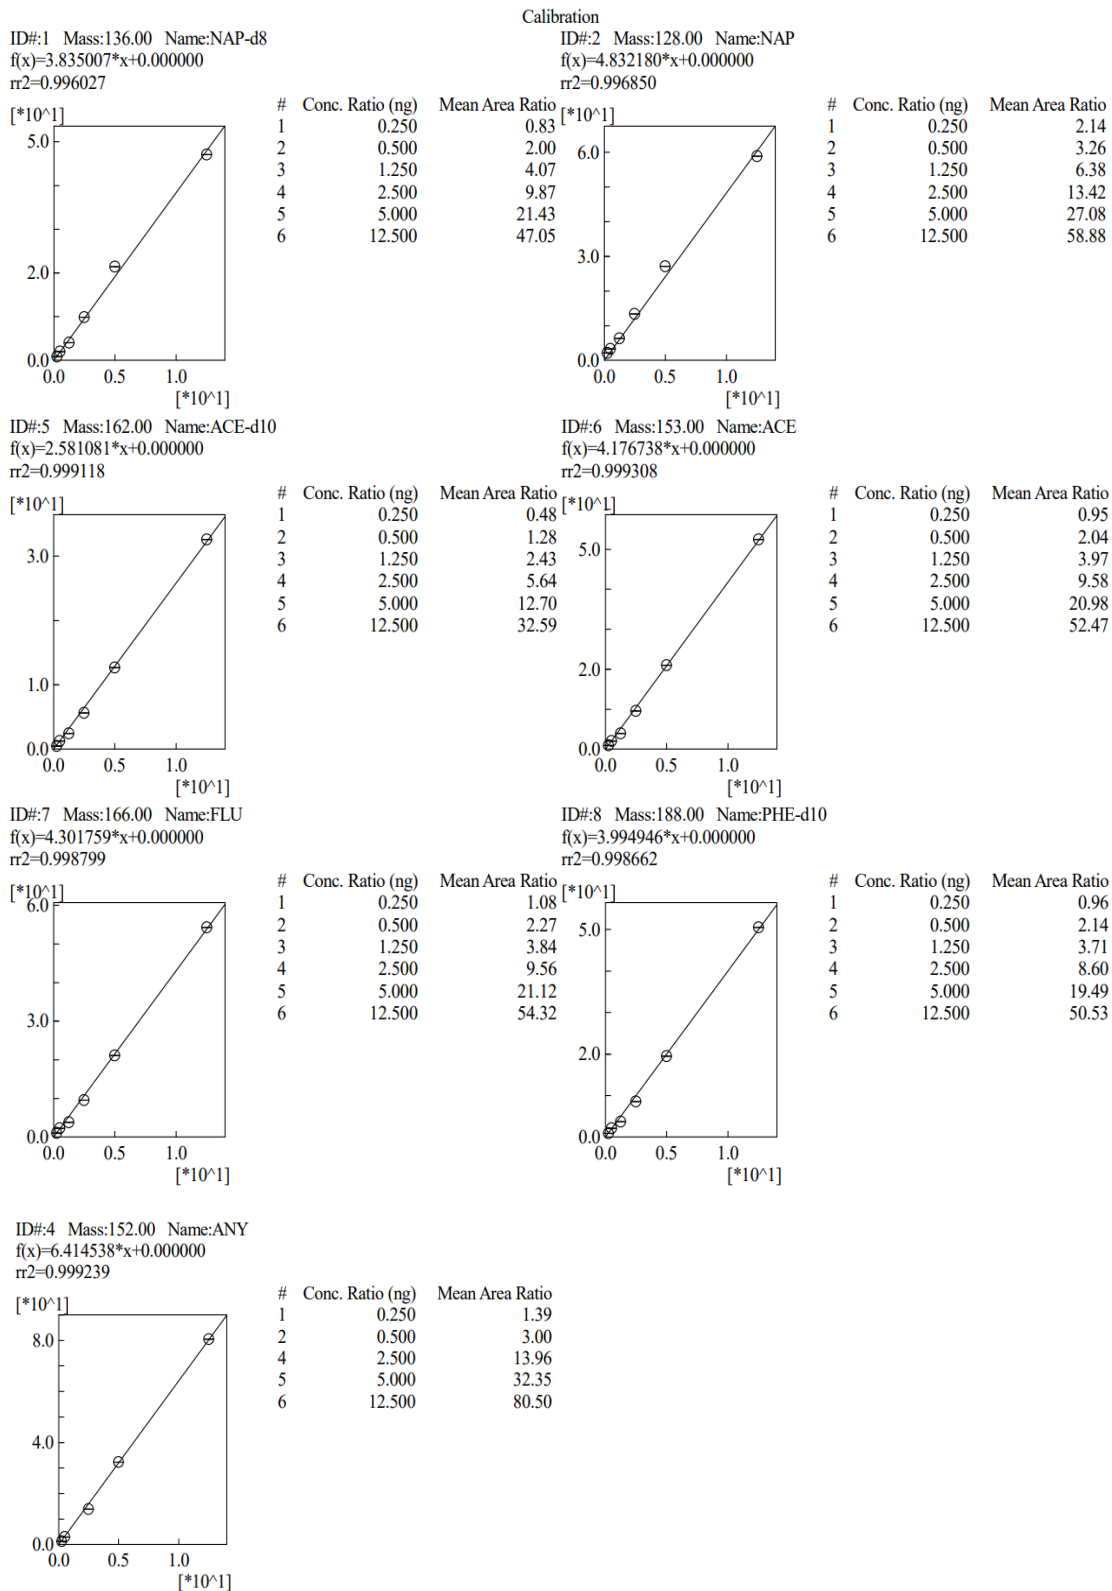 Calibration
ID#:1 Mass:136.00 Name:NAP-d8
f(x)=3.835007*x+0.000000
rr2=0.996027
# Conc. Ratio (ng) Mean Area Ratio
1 0.250 0.83
2 0.500 2.00
3 1.250 4.07
4 2.500 9.87
5 5.000 21.43
6 12.500 47.05
[*10^1]
5.0
2.0
0.0
0.0 0.5 1.0
[*10^1]
ID#:2 Mass:128.00 Name:NAP
f(x)=4.832180*x+0.000000
rr2=0.996850
# Conc. Ratio (ng) Mean Area Ratio
1 0.250 2.14
2 0.500 3.26
3 1.250 6.38
4 2.500 13.42
5 5.000 27.08
6 12.500 58.88
[*10^1]
6.0
3.0
0.0
0.0 0.5 1.0
[*10^1]
ID#:5 Mass:162.00 Name:ACE-d10
f(x)=2.581081*x+0.000000
rr2=0.999118
# Conc. Ratio (ng) Mean Area Ratio
1 0.250 0.48
2 0.500 1.28
3 1.250 2.43
4 2.500 5.64
5 5.000 12.70
6 12.500 32.59
[*10^1]
3.0
1.0
0.0
0.0 0.5 1.0
[*10^1]
ID#:6 Mass:153.00 Name:ACE
f(x)=4.176738*x+0.000000
rr2=0.999308
# Conc. Ratio (ng) Mean Area Ratio
1 0.250 0.95
2 0.500 2.04
3 1.250 3.97
4 2.500 9.58
5 5.000 20.98
6 12.500 52.47
[*10^1]
5.0
2.0
0.0
0.0 0.5 1.0
[*10^1]
ID#:7 Mass:166.00 Name:FLU
f(x)=4.301759*x+0.000000
rr2=0.998799
# Conc. Ratio (ng) Mean Area Ratio
1 0.250 1.08
2 0.500 2.27
3 1.250 3.84
4 2.500 9.56
5 5.000 21.12
6 12.500 54.32
[*10^1]
6.0
3.0
0.0
0.0 0.5 1.0
[*10^1]
ID#:8 Mass:188.00 Name:PHE-d10
f(x)=3.994946*x+0.000000
rr2=0.998662
# Conc. Ratio (ng) Mean Area Ratio
1 0.250 0.96
2 0.500 2.14
3 1.250 3.71
4 2.500 8.60
5 5.000 19.49
6 12.500 50.53
[*10^1]
5.0
2.0
0.0
0.0 0.5 1.0
[*10^1]
ID#:4 Mass:152.00 Name:ANY
f(x)=6.414538*x+0.000000
rr2=0.999239
# Conc. Ratio (ng) Mean Area Ratio
1 0.250 1.39
2 0.500 3.00
4 2.500 13.96
5 5.000 32.35
6 12.500 80.50
[*10^1]
8.0
4.0
0.0
0.0 0.5 1.0
[*10^1]